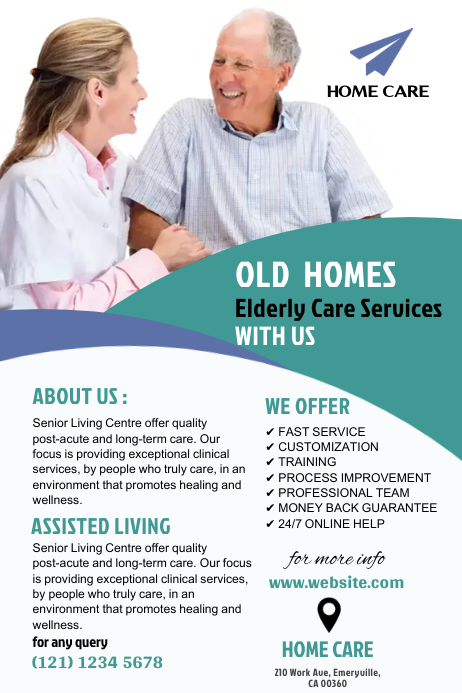 HOME CARE
OLD HOMES
Elderly Care Services
WITH US
ABOUT US :
Senior Living Centre offer quality
post-acute and long-term care. Our
focus is providing exceptional clinical
services, by people who truly care, in an
environment that promotes healing and
wellness.
ASSISTED LIVING
Senior Living Centre offer quality
post-acute and long-term care. Our focus
is providing exceptional clinical services,
by people who truly care, in an
environment that promotes healing and
wellness.
for any query
(121) 1234 5678
WE OFFER
✔ FAST SERVICE
✔ CUSTOMIZATION
✔ TRAINING
✔ PROCESS IMPROVEMENT
✔ PROFESSIONAL TEAM
✔ MONEY BACK GUARANTEE
✔ 24/7 ONLINE HELP
for more info
www.website.com
HOME CARE
210 Work Aue, Emeryville,
CA 00360